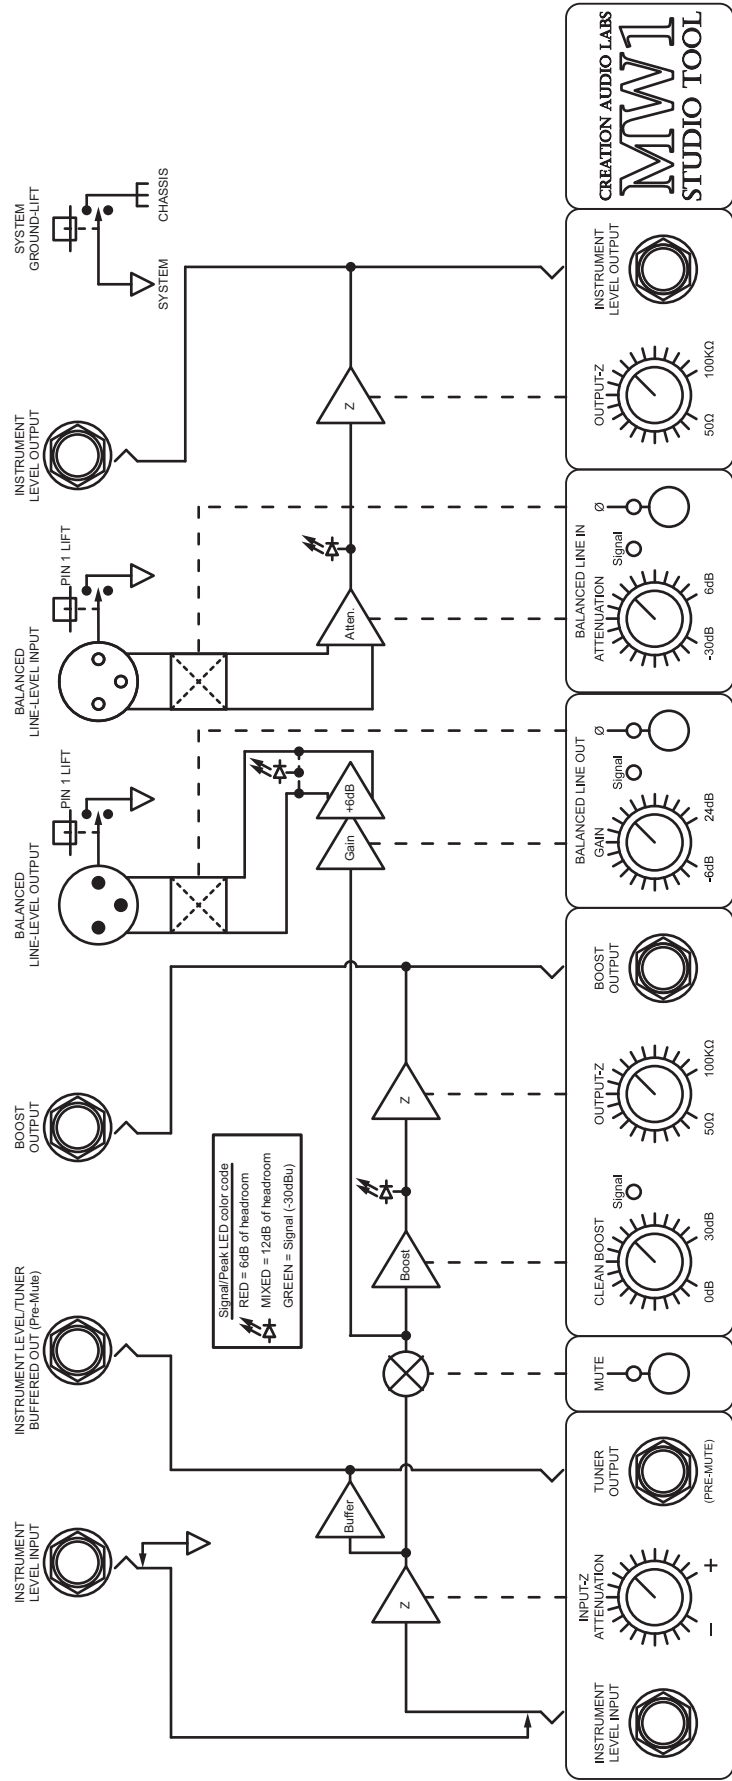 INSTRUMENT
LEVEL INPUT
INSTRUMENT LEVEL/TUNER
BUFFERED OUT (Pre-Mute)
BOOST
OUTPUT
BALANCED
LINE-LEVEL OUTPUT
PIN 1 LIFT
BALANCED
LINE-LEVEL INPUT
PIN 1 LIFT
INSTRUMENT
LEVEL OUTPUT
SYSTEM
GROUND-LIFT
SYSTEM
CHASSIS
Signal/Peak LED color code
RED = 6dB of headroom
MIXED = 12dB of headroom
GREEN = Signal (-30dBu)
Z
Buffer
Boost
Z
Gain
+6dB
Atten.
Z
INSTRUMENT
LEVEL INPUT
INPUT-Z
ATTENUATION
– +
TUNER
OUTPUT
(PRE-MUTE)
MUTE
CLEAN BOOST
Signal
0dB 30dB
OUTPUT-Z
50Ω 100KΩ
BOOST
OUTPUT
BALANCED LINE OUT
GAIN
Signal
Ø
-6dB 24dB
BALANCED LINE IN
ATTENUATION
Signal
Ø
-30dB 6dB
OUTPUT-Z
50Ω 100KΩ
INSTRUMENT
LEVEL OUTPUT
CREATION AUDIO LABS
MW1
STUDIO TOOL